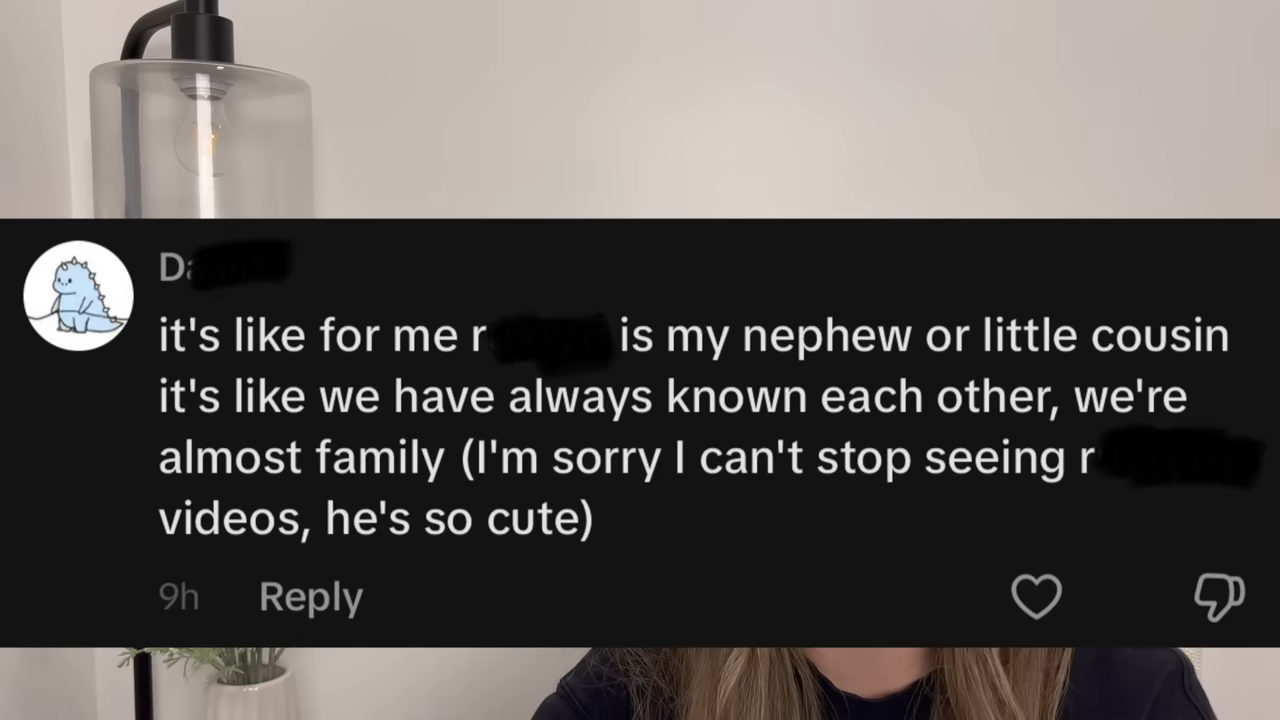 Da
it's like for me r is my nephew or little cousin
it's like we have always known each other, we're
almost family (I'm sorry I can't stop seeing r
videos, he's so cute)
9h Reply